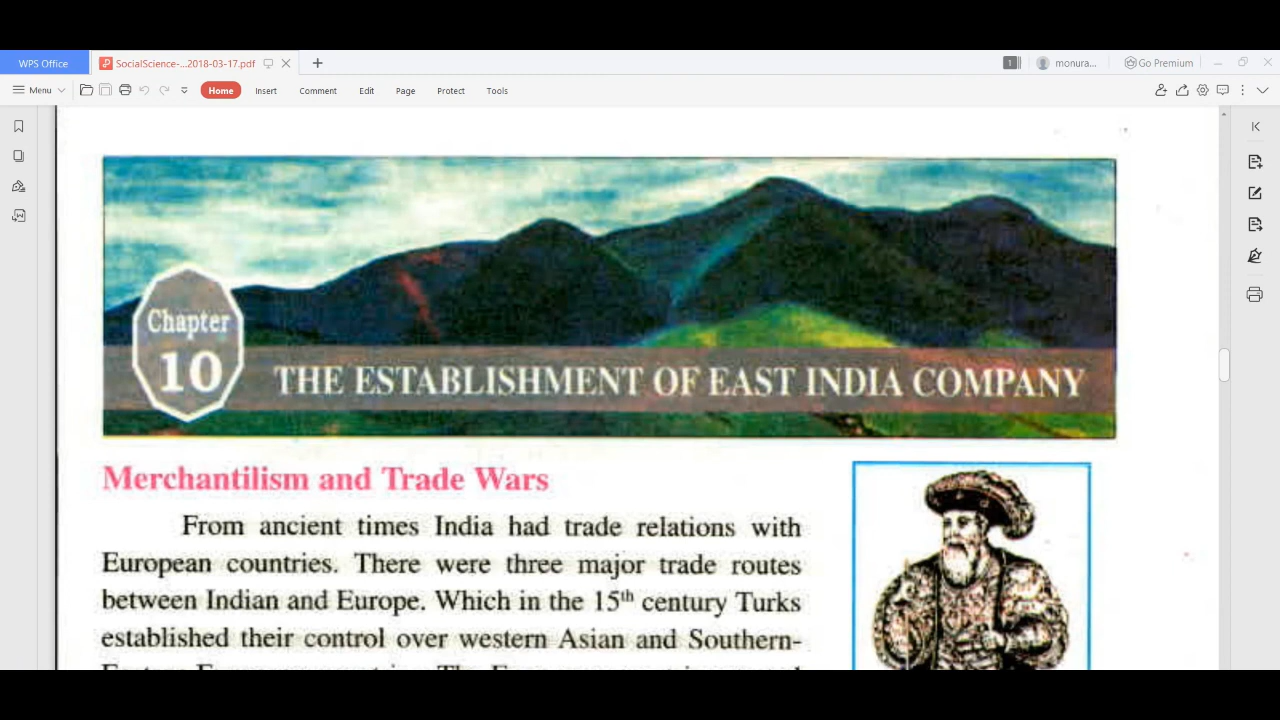 WPS Office
SocialScience-...2018-03-17.pdf
1
monura...
Go Premium
Menu
Home
Insert
Comment
Edit
Page
Protect
Tools
Chapter
10
THE ESTABLISHMENT OF EAST INDIA COMPANY
Merchantilism and Trade Wars
From ancient times India had trade relations with
European countries. There were three major trade routes
between Indian and Europe. Which in the 15th century Turks
established their control over western Asian and Southern-